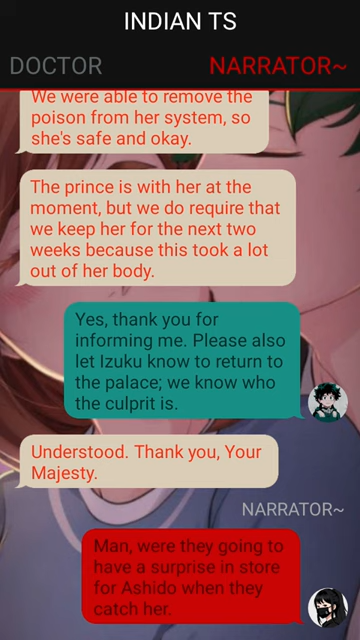 INDIAN TS
DOCTOR NARRATOR~
We were able to remove the
poison from her system, so
she's safe and okay.
The prince is with her at the
moment, but we do require that
we keep her for the next two
weeks because this took a lot
out of her body.
Yes, thank you for
informing me. Please also
let Izuku know to return to
the palace; we know who
the culprit is.
Understood. Thank you, Your
Majesty.
NARRATOR~
Man, were they going to
have a surprise in store
for Ashido when they
catch her.